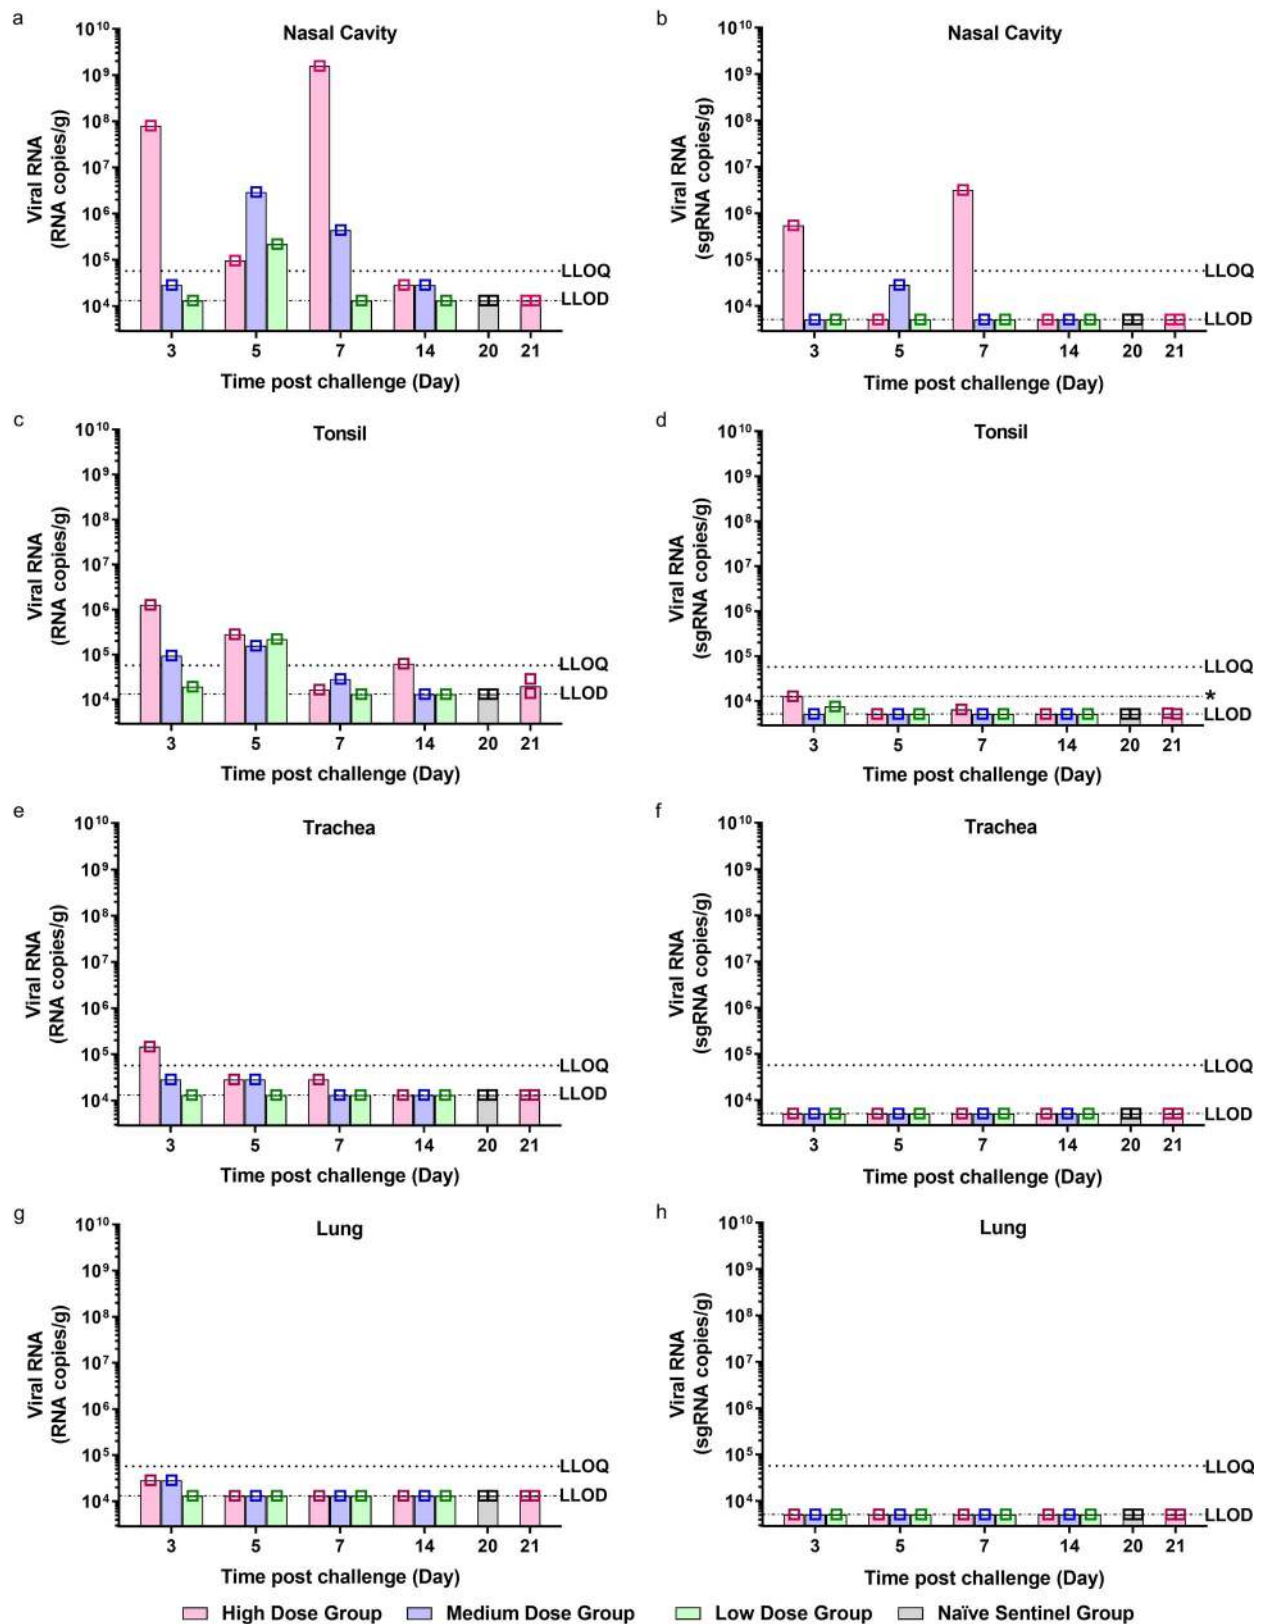 a
Nasal Cavity
Viral RNA
(RNA copies/g)
10¹⁰
10⁹
10⁸
10⁷
10⁶
10⁵
10⁴
LLOQ
LLOD
3 5 7 14 20 21
Time post challenge (Day)
b
Nasal Cavity
Viral RNA
(sgRNA copies/g)
10¹⁰
10⁹
10⁸
10⁷
10⁶
10⁵
10⁴
LLOQ
LLOD
3 5 7 14 20 21
Time post challenge (Day)
c
Tonsil
Viral RNA
(RNA copies/g)
10¹⁰
10⁹
10⁸
10⁷
10⁶
10⁵
10⁴
LLOQ
LLOD
3 5 7 14 20 21
Time post challenge (Day)
d
Tonsil
Viral RNA
(sgRNA copies/g)
10¹⁰
10⁹
10⁸
10⁷
10⁶
10⁵
10⁴
LLOQ
*
LLOD
3 5 7 14 20 21
Time post challenge (Day)
e
Trachea
Viral RNA
(RNA copies/g)
10¹⁰
10⁹
10⁸
10⁷
10⁶
10⁵
10⁴
LLOQ
LLOD
3 5 7 14 20 21
Time post challenge (Day)
f
Trachea
Viral RNA
(sgRNA copies/g)
10¹⁰
10⁹
10⁸
10⁷
10⁶
10⁵
10⁴
LLOQ
LLOD
3 5 7 14 20 21
Time post challenge (Day)
g
Lung
Viral RNA
(RNA copies/g)
10¹⁰
10⁹
10⁸
10⁷
10⁶
10⁵
10⁴
LLOQ
LLOD
3 5 7 14 20 21
Time post challenge (Day)
h
Lung
Viral RNA
(sgRNA copies/g)
10¹⁰
10⁹
10⁸
10⁷
10⁶
10⁵
10⁴
LLOQ
LLOD
3 5 7 14 20 21
Time post challenge (Day)
High Dose Group Medium Dose Group Low Dose Group Naïve Sentinel Group